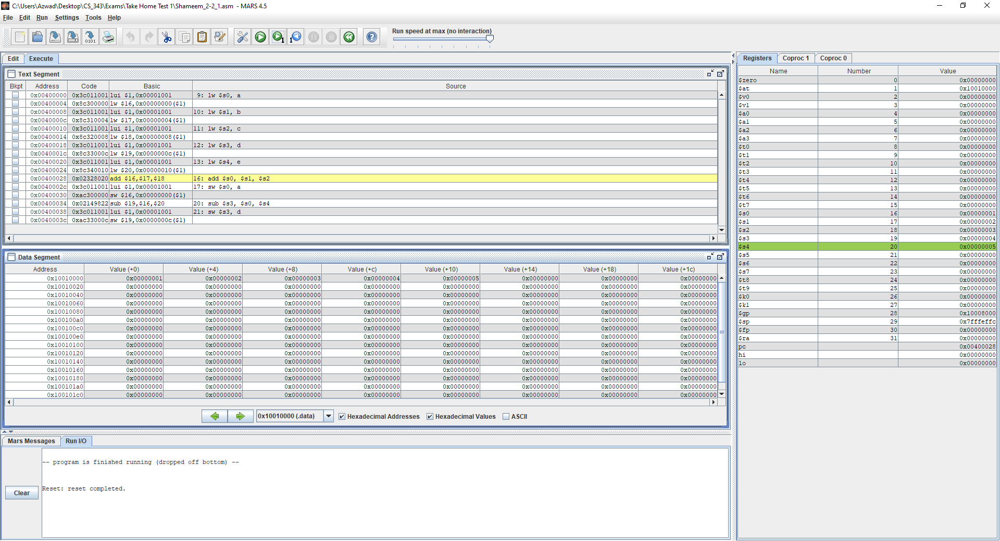 C:\Users\Azwad\Desktop\CS_343\Exams\Take Home Test 1\Shameem_2-2_1.asm - MARS 4.5
File Edit Run Settings Tools Help
Run speed at max (no interaction)
Edit Execute
Text Segment
Bkpt Address Code Basic Source
0x00400000 0x3c011001 lui $1,0x00001001 9: lw $s0, a
0x00400004 0x8c300000 lw $16,0x00000000($1)
0x00400008 0x3c011001 lui $1,0x00001001 10: lw $s1, b
0x0040000c 0x8c310004 lw $17,0x00000004($1)
0x00400010 0x3c011001 lui $1,0x00001001 11: lw $s2, c
0x00400014 0x8c320008 lw $18,0x00000008($1)
0x00400018 0x3c011001 lui $1,0x00001001 12: lw $s3, d
0x0040001c 0x8c33000c lw $19,0x0000000c($1)
0x00400020 0x3c011001 lui $1,0x00001001 13: lw $s4, e
0x00400024 0x8c340010 lw $20,0x00000010($1)
0x00400028 0x02328020 add $16,$17,$18 16: add $s0, $s1, $s2
0x0040002c 0x3c011001 lui $1,0x00001001 17: sw $s0, a
0x00400030 0xac300000 sw $16,0x00000000($1)
0x00400034 0x02149822 sub $19,$16,$20 20: sub $s3, $s0, $s4
0x00400038 0x3c011001 lui $1,0x00001001 21: sw $s3, d
0x0040003c 0xac33000c sw $19,0x0000000c($1)
Data Segment
Address Value (+0) Value (+4) Value (+8) Value (+c) Value (+10) Value (+14) Value (+18) Value (+1c)
0x10010000 0x00000001 0x00000002 0x00000003 0x00000004 0x00000005 0x00000000 0x00000000 0x00000000
0x10010020 0x00000000 0x00000000 0x00000000 0x00000000 0x00000000 0x00000000 0x00000000 0x00000000
0x10010040 0x00000000 0x00000000 0x00000000 0x00000000 0x00000000 0x00000000 0x00000000 0x00000000
0x10010060 0x00000000 0x00000000 0x00000000 0x00000000 0x00000000 0x00000000 0x00000000 0x00000000
0x10010080 0x00000000 0x00000000 0x00000000 0x00000000 0x00000000 0x00000000 0x00000000 0x00000000
0x100100a0 0x00000000 0x00000000 0x00000000 0x00000000 0x00000000 0x00000000 0x00000000 0x00000000
0x100100c0 0x00000000 0x00000000 0x00000000 0x00000000 0x00000000 0x00000000 0x00000000 0x00000000
0x100100e0 0x00000000 0x00000000 0x00000000 0x00000000 0x00000000 0x00000000 0x00000000 0x00000000
0x10010100 0x00000000 0x00000000 0x00000000 0x00000000 0x00000000 0x00000000 0x00000000 0x00000000
0x10010120 0x00000000 0x00000000 0x00000000 0x00000000 0x00000000 0x00000000 0x00000000 0x00000000
0x10010140 0x00000000 0x00000000 0x00000000 0x00000000 0x00000000 0x00000000 0x00000000 0x00000000
0x10010160 0x00000000 0x00000000 0x00000000 0x00000000 0x00000000 0x00000000 0x00000000 0x00000000
0x10010180 0x00000000 0x00000000 0x00000000 0x00000000 0x00000000 0x00000000 0x00000000 0x00000000
0x100101a0 0x00000000 0x00000000 0x00000000 0x00000000 0x00000000 0x00000000 0x00000000 0x00000000
0x100101c0 0x00000000 0x00000000 0x00000000 0x00000000 0x00000000 0x00000000 0x00000000 0x00000000
0x10010000 (.data) Hexadecimal Addresses Hexadecimal Values ASCII
Mars Messages Run I/O
-- program is finished running (dropped off bottom) --
Reset: reset completed.
Clear
Registers Coproc 1 Coproc 0
Name Number Value
$zero 0 0x00000000
$at 1 0x10010000
$v0 2 0x00000000
$v1 3 0x00000000
$a0 4 0x00000000
$a1 5 0x00000000
$a2 6 0x00000000
$a3 7 0x00000000
$t0 8 0x00000000
$t1 9 0x00000000
$t2 10 0x00000000
$t3 11 0x00000000
$t4 12 0x00000000
$t5 13 0x00000000
$t6 14 0x00000000
$t7 15 0x00000000
$s0 16 0x00000001
$s1 17 0x00000002
$s2 18 0x00000003
$s3 19 0x00000004
$s4 20 0x00000005
$s5 21 0x00000000
$s6 22 0x00000000
$s7 23 0x00000000
$t8 24 0x00000000
$t9 25 0x00000000
$k0 26 0x00000000
$k1 27 0x00000000
$gp 28 0x10008000
$sp 29 0x7fffeffc
$fp 30 0x00000000
$ra 31 0x00000000
pc 0x00400028
hi 0x00000000
lo 0x00000000